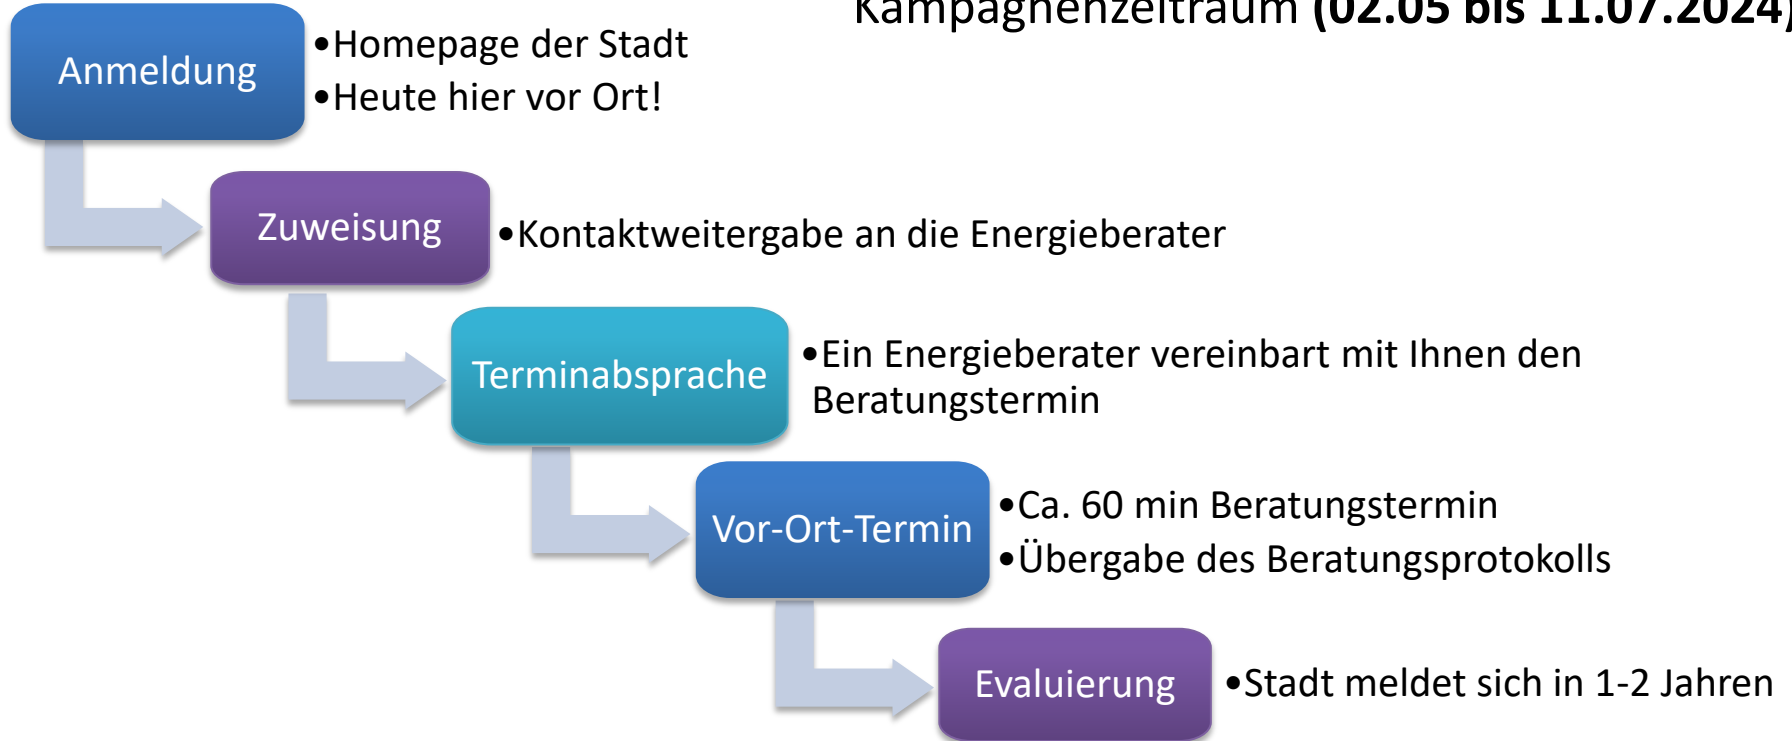 Kampagnenzeitraum (02.05 bis 11.07.2024)
Anmeldung
•Homepage der Stadt
•Heute hier vor Ort!
Zuweisung
•Kontaktweitergabe an die Energieberater
Terminabsprache
•Ein Energieberater vereinbart mit Ihnen den
Beratungstermin
Vor-Ort-Termin
•Ca. 60 min Beratungstermin
•Übergabe des Beratungsprotokolls
Evaluierung
•Stadt meldet sich in 1-2 Jahren